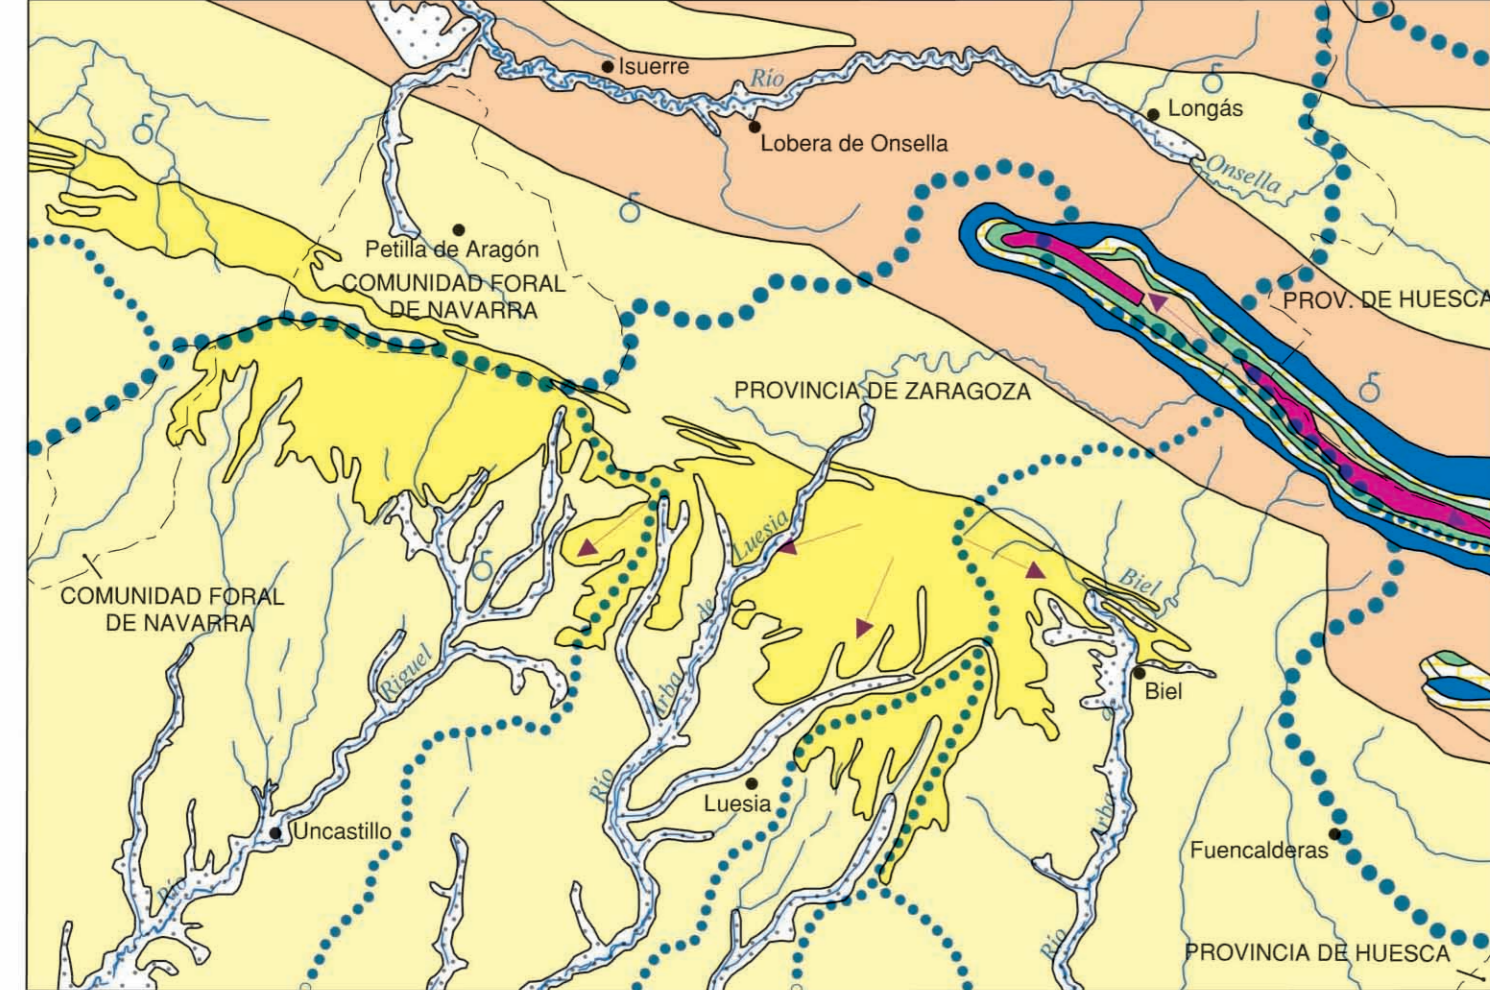 Isuerre
Río
Longás
Lobera de Onsella
Onsella
Petilla de Aragón
COMUNIDAD FORAL
DE NAVARRA
PROV. DE HUESCA
PROVINCIA DE ZARAGOZA
Luesia
Biel
COMUNIDAD FORAL
DE NAVARRA
de
Riguel
Arba
Biel
de
Río
Luesia
Arba
Uncastillo
Fuencalderas
Río
Río
PROVINCIA DE HUESCA